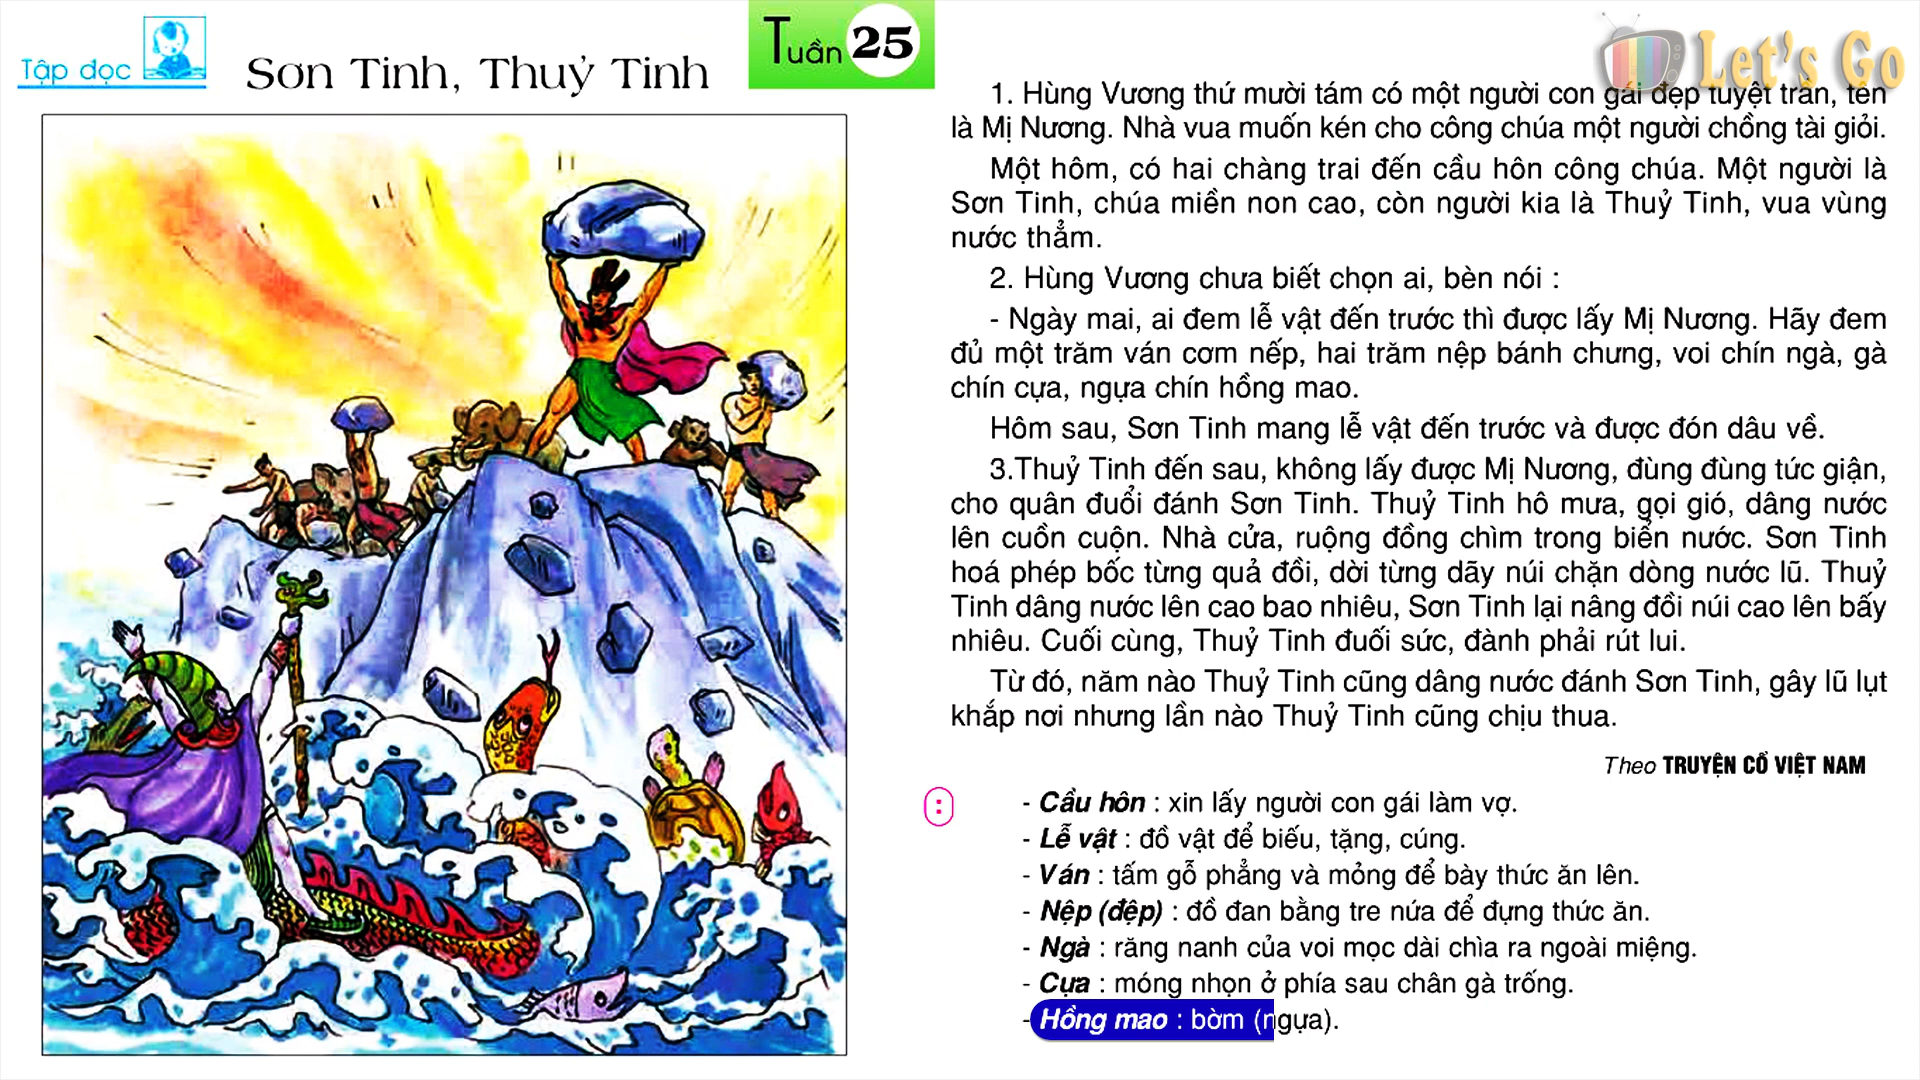 Tập đọc
Sơn Tinh, Thuỷ Tinh
Tuần 25
Let's Go
1. Hùng Vương thứ mười tám có một người con gái đẹp tuyệt trần, tên
là Mị Nương. Nhà vua muốn kén cho công chúa một người chồng tài giỏi.
Một hôm, có hai chàng trai đến cầu hôn công chúa. Một người là
Sơn Tinh, chúa miền non cao, còn người kia là Thuỷ Tinh, vua vùng
nước thẳm.
2. Hùng Vương chưa biết chọn ai, bèn nói :
- Ngày mai, ai đem lễ vật đến trước thì được lấy Mị Nương. Hãy đem
đủ một trăm ván cơm nếp, hai trăm nệp bánh chưng, voi chín ngà, gà
chín cựa, ngựa chín hồng mao.
Hôm sau, Sơn Tinh mang lễ vật đến trước và được đón dâu về.
3.Thuỷ Tinh đến sau, không lấy được Mị Nương, đùng đùng tức giận,
cho quân đuổi đánh Sơn Tinh. Thuỷ Tinh hô mưa, gọi gió, dâng nước
lên cuồn cuộn. Nhà cửa, ruộng đồng chìm trong biển nước. Sơn Tinh
hoá phép bốc từng quả đồi, dời từng dãy núi chặn dòng nước lũ. Thuỷ
Tinh dâng nước lên cao bao nhiêu, Sơn Tinh lại nâng đồi núi cao lên bấy
nhiêu. Cuối cùng, Thuỷ Tinh đuối sức, đành phải rút lui.
Từ đó, năm nào Thuỷ Tinh cũng dâng nước đánh Sơn Tinh, gây lũ lụt
khắp nơi nhưng lần nào Thuỷ Tinh cũng chịu thua.
Theo TRUYỆN CỔ VIỆT NAM
:
- Cầu hôn : xin lấy người con gái làm vợ.
- Lễ vật : đồ vật để biếu, tặng, cúng.
- Ván : tấm gỗ phẳng và mỏng để bày thức ăn lên.
- Nệp (đệp) : đồ đan bằng tre nứa để đựng thức ăn.
- Ngà : răng nanh của voi mọc dài chìa ra ngoài miệng.
- Cựa : móng nhọn ở phía sau chân gà trống.
- Hồng mao : bờm (ngựa).